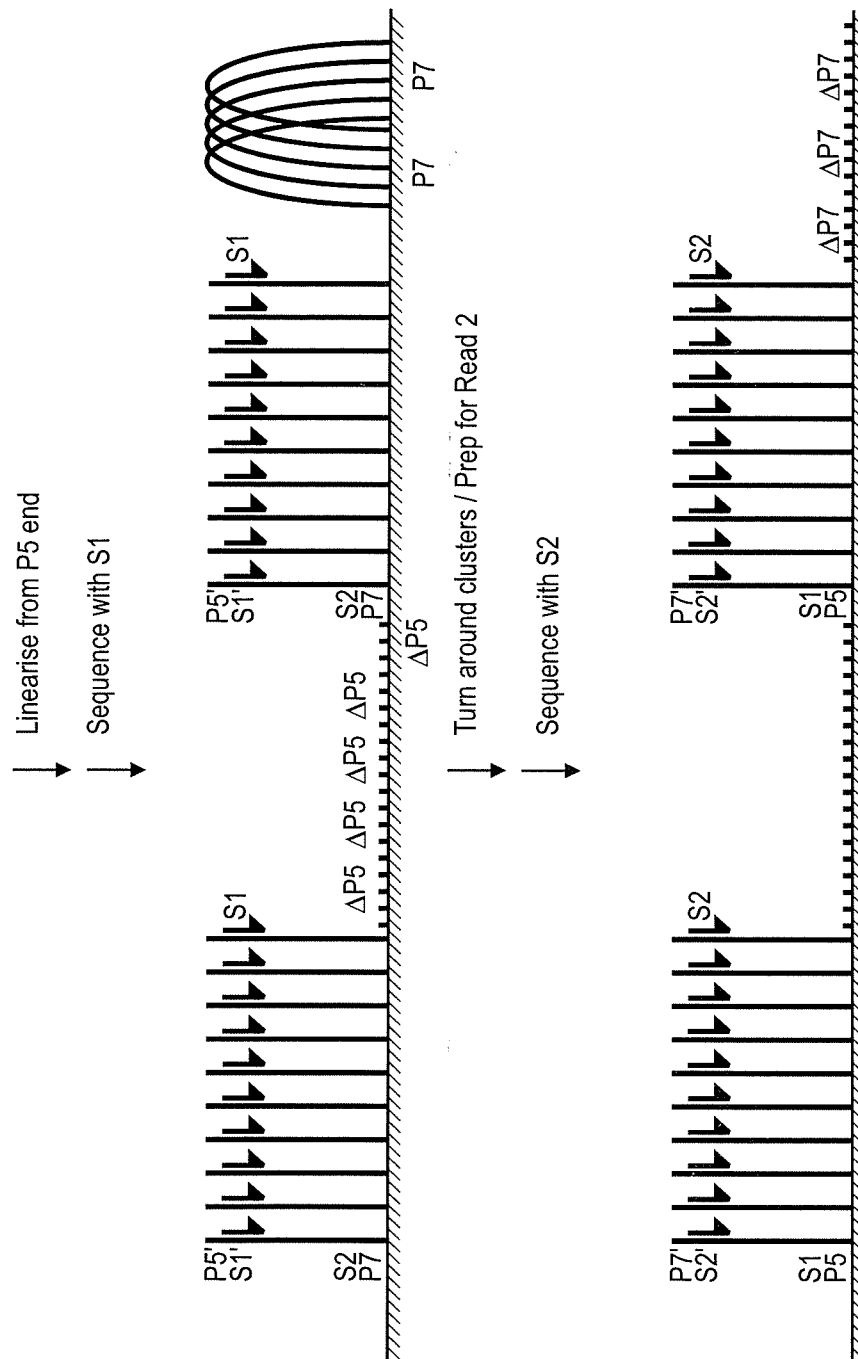 Linearise from P5 end
Sequence with S1
P5'
S1'
S2
P7
S1
ΔP5 ΔP5 ΔP5 ΔP5
ΔP5
P5'
S1'
S2
P7
S1
P7 P7
Turn around clusters / Prep for Read 2
Sequence with S2
P7'
S2'
S1
P5
S2
P7'
S2'
S1
P5
S2
ΔP7 ΔP7 ΔP7